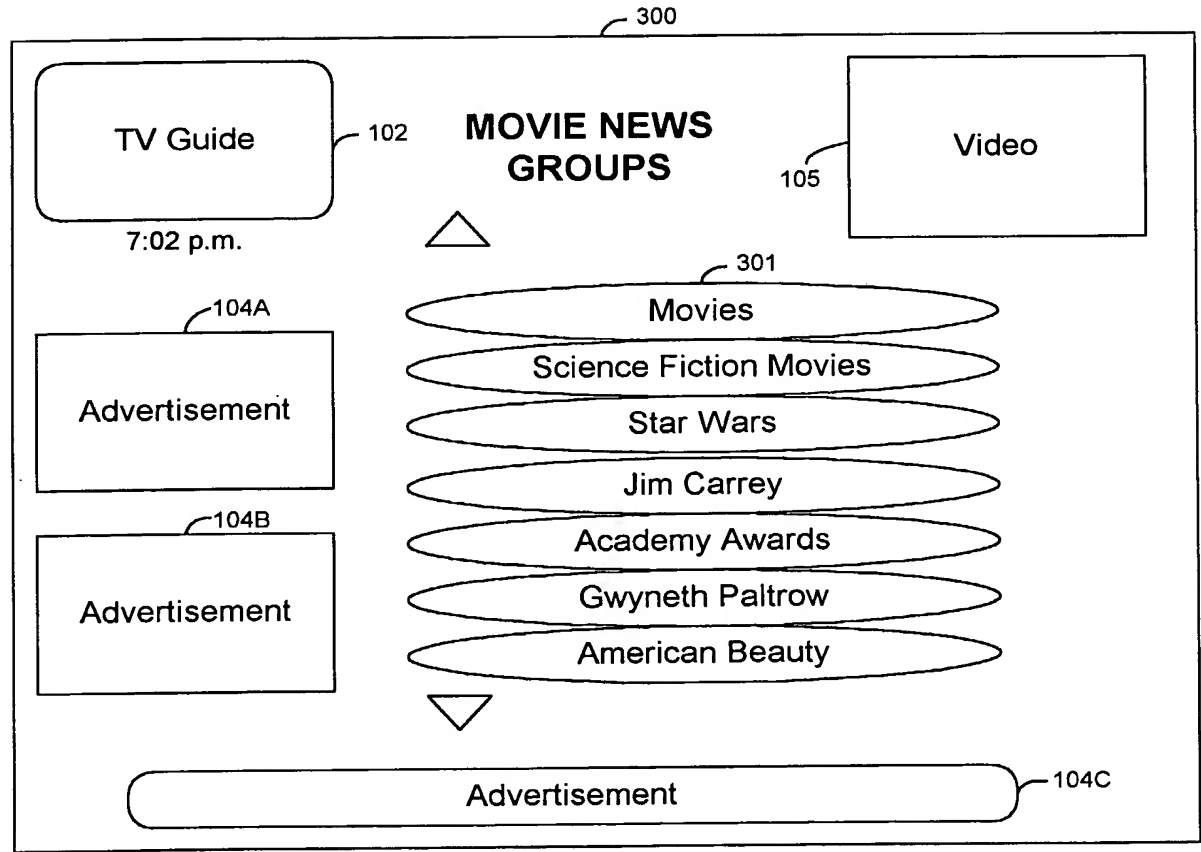 300
TV Guide
102
MOVIE NEWS
GROUPS
105
Video
7:02 p.m.
301
104A
Advertisement
104B
Advertisement
Movies
Science Fiction Movies
Star Wars
Jim Carrey
Academy Awards
Gwyneth Paltrow
American Beauty
Advertisement
104C